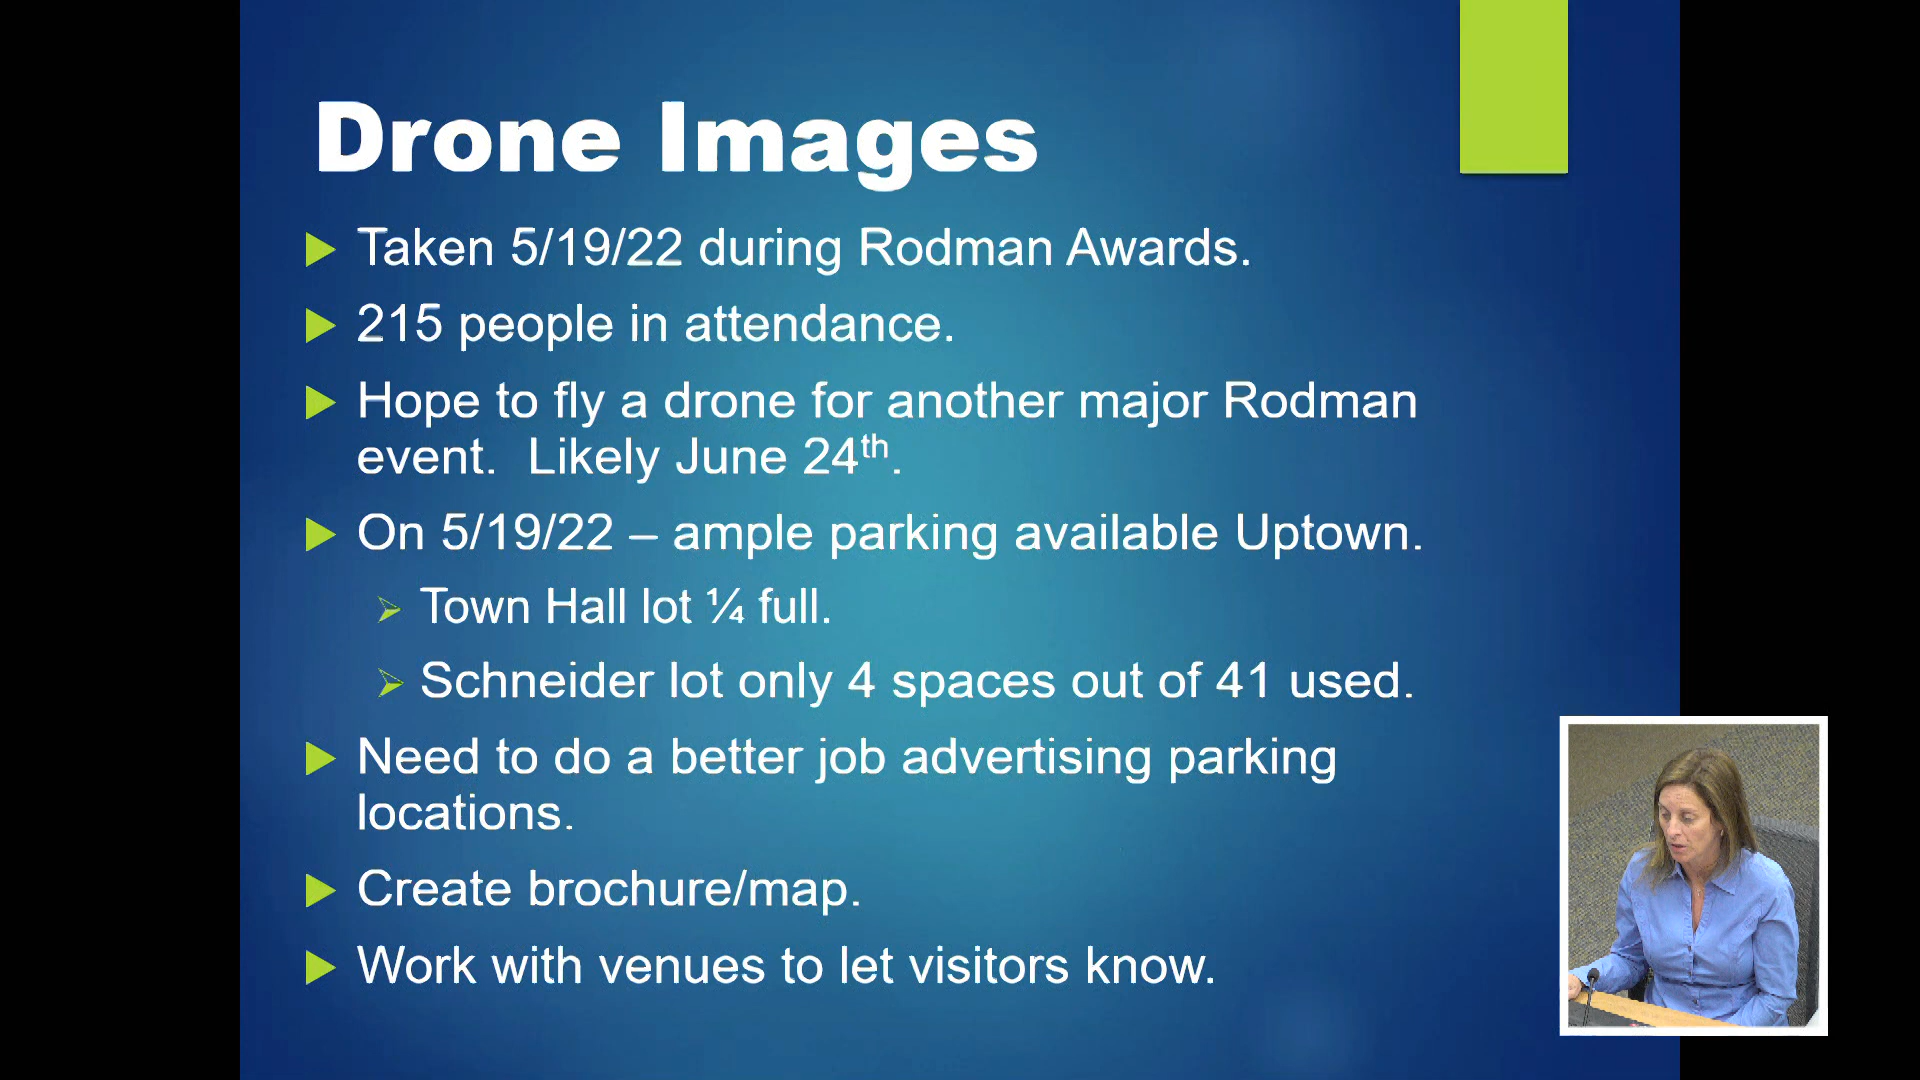 Drone Images
Taken 5/19/22 during Rodman Awards.
215 people in attendance.
Hope to fly a drone for another major Rodman
event.  Likely June 24th.
On 5/19/22 – ample parking available Uptown.
Town Hall lot ¼ full.
Schneider lot only 4 spaces out of 41 used.
Need to do a better job advertising parking
locations.
Create brochure/map.
Work with venues to let visitors know.